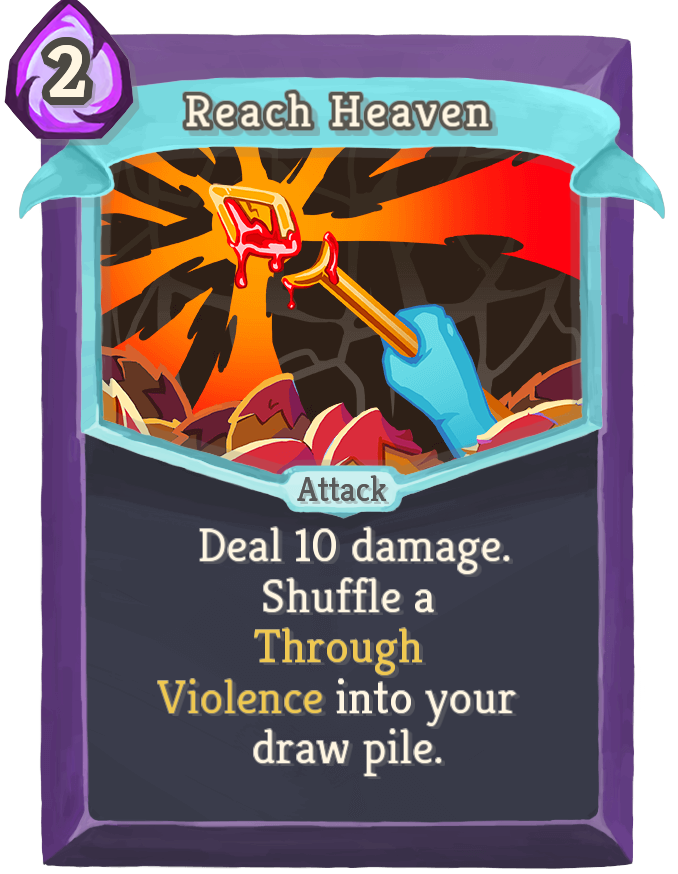 2
Reach Heaven
Attack
Deal 10 damage.
Shuffle a
Through
Violence into your
draw pile.